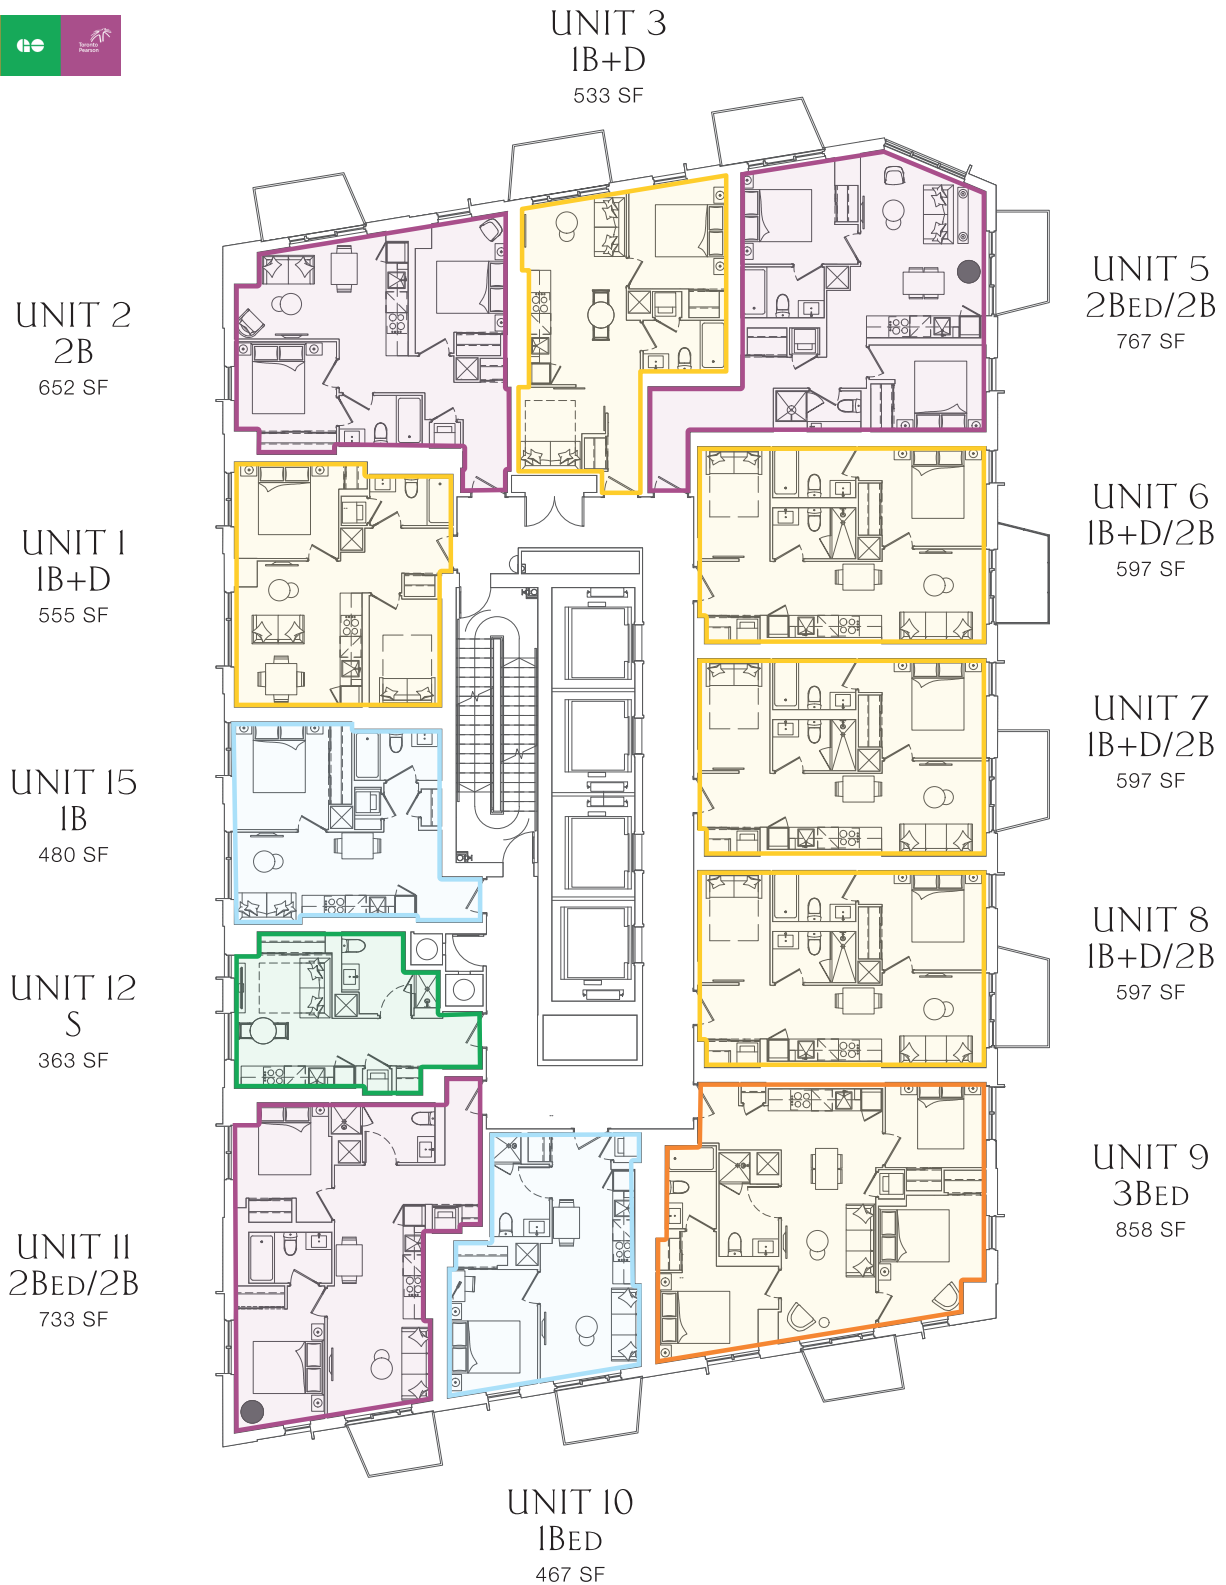 GO
Toronto
Pearson
UNIT 3
1B+D
533 SF
UNIT 2
2B
652 SF
UNIT 5
2BED/2B
767 SF
UNIT 1
1B+D
555 SF
UNIT 6
1B+D/2B
597 SF
UNIT 15
1B
480 SF
UNIT 7
1B+D/2B
597 SF
UNIT 12
S
363 SF
UNIT 8
1B+D/2B
597 SF
UNIT 11
2BED/2B
733 SF
UNIT 9
3BED
858 SF
UNIT 10
1BED
467 SF